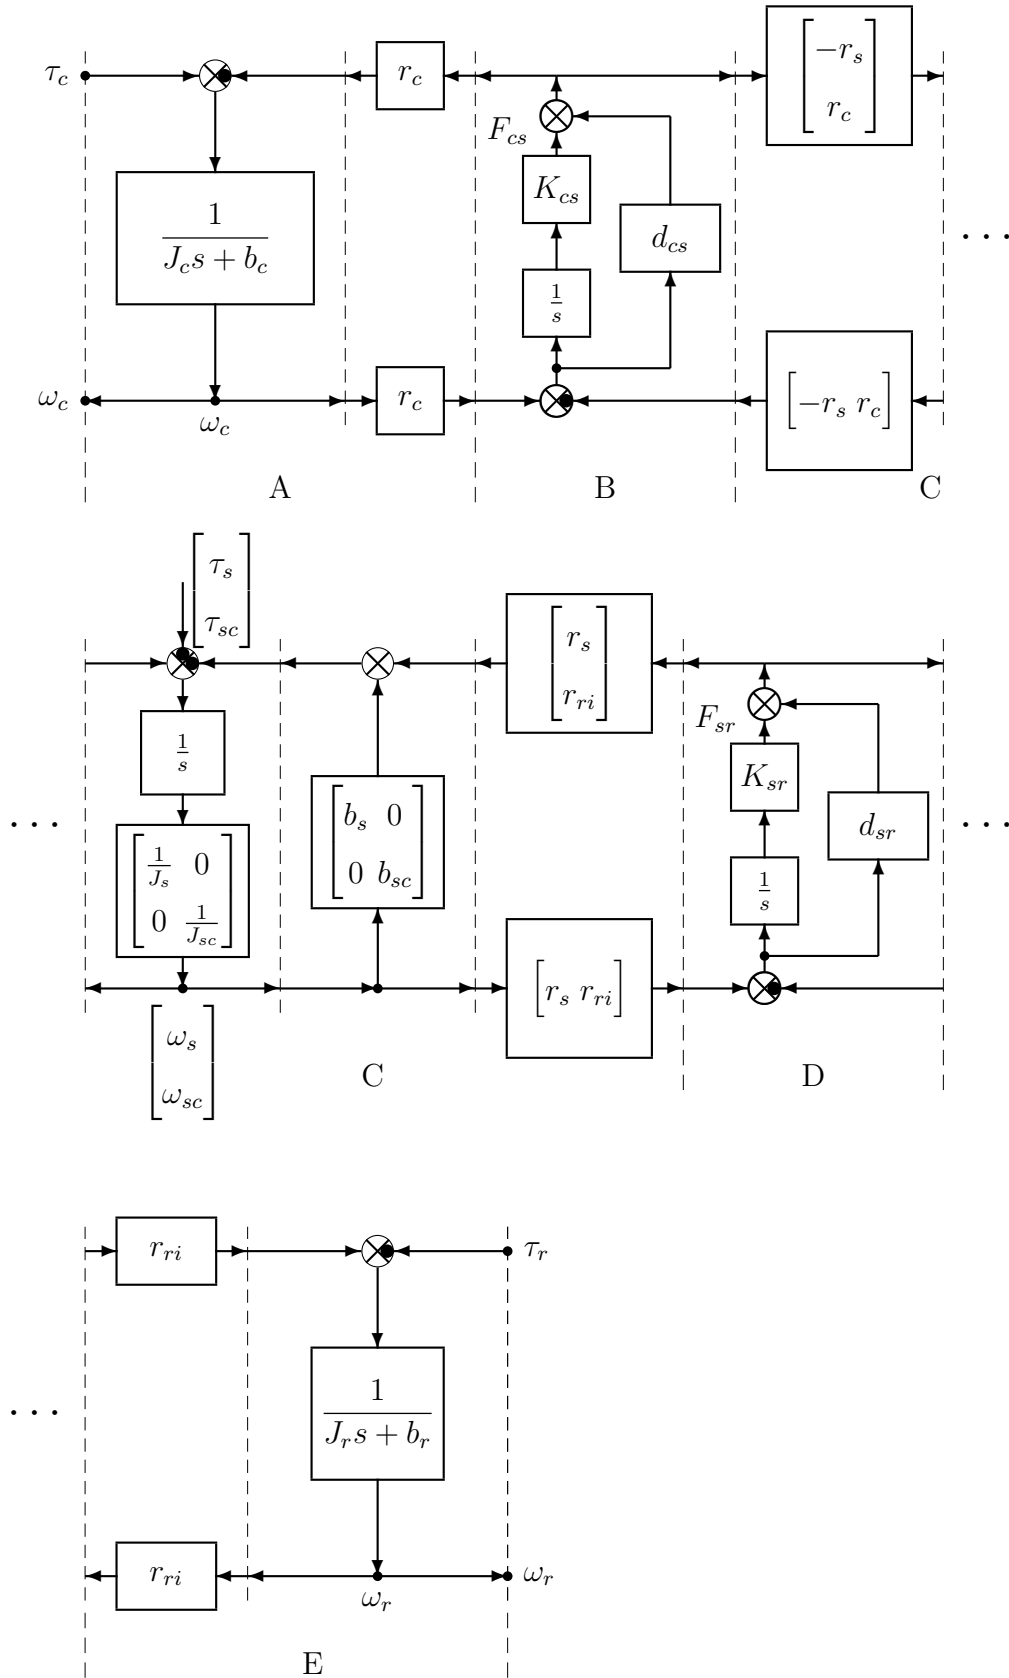 τ_c
r_c
[−r_s
r_c]
F_cs
K_cs
d_cs
1/(J_c s + b_c)
1/s
· · ·
ω_c
ω_c
r_c
[−r_s r_c]
A
B
C
[τ_s
τ_sc]
[r_s
r_ri]
F_sr
1/s
K_sr
· · ·
[b_s 0
0 b_sc]
d_sr
· · ·
[1/J_s 0
0 1/J_sc]
1/s
[r_s r_ri]
[ω_s
ω_sc]
C
D
r_ri
τ_r
· · ·
1/(J_r s + b_r)
r_ri
ω_r
ω_r
E